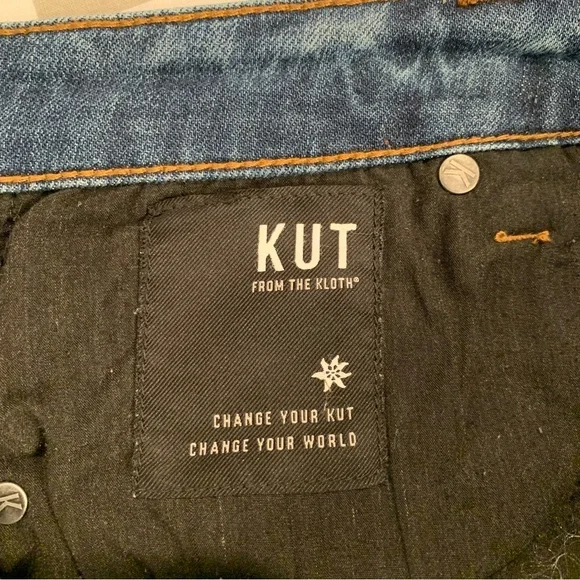 KUT
FROM THE KLOTH®
CHANGE YOUR KUT
CHANGE YOUR WORLD
K
K